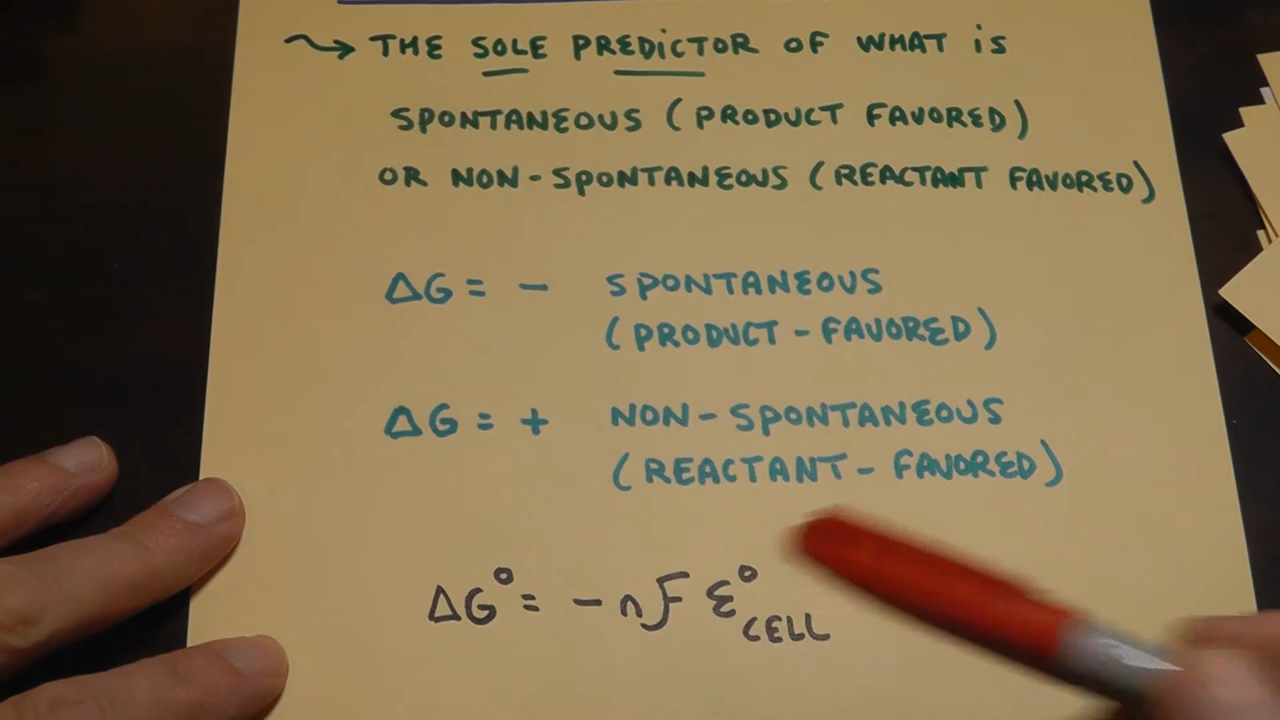 THE SOLE PREDICTOR OF WHAT IS
SPONTANEOUS (PRODUCT FAVORED)
OR NON-SPONTANEOUS (REACTANT FAVORED)
ΔG = - SPONTANEOUS
(PRODUCT-FAVORED)
ΔG = + NON-SPONTANEOUS
(REACTANT-FAVORED)
ΔG° = -nFƐ°CELL